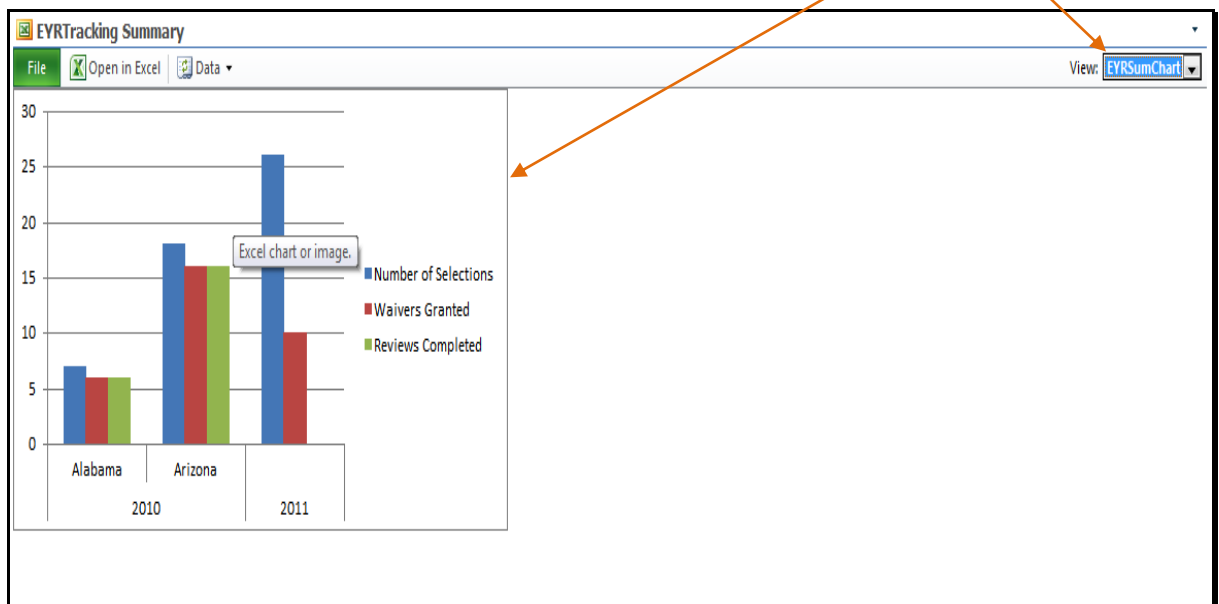 EYRTracking Summary
File Open in Excel Data View: EYRSumChart
30
25
20
15
10
5
0
Excel chart or image.
Number of Selections
Waivers Granted
Reviews Completed
Alabama Arizona
2010 2011